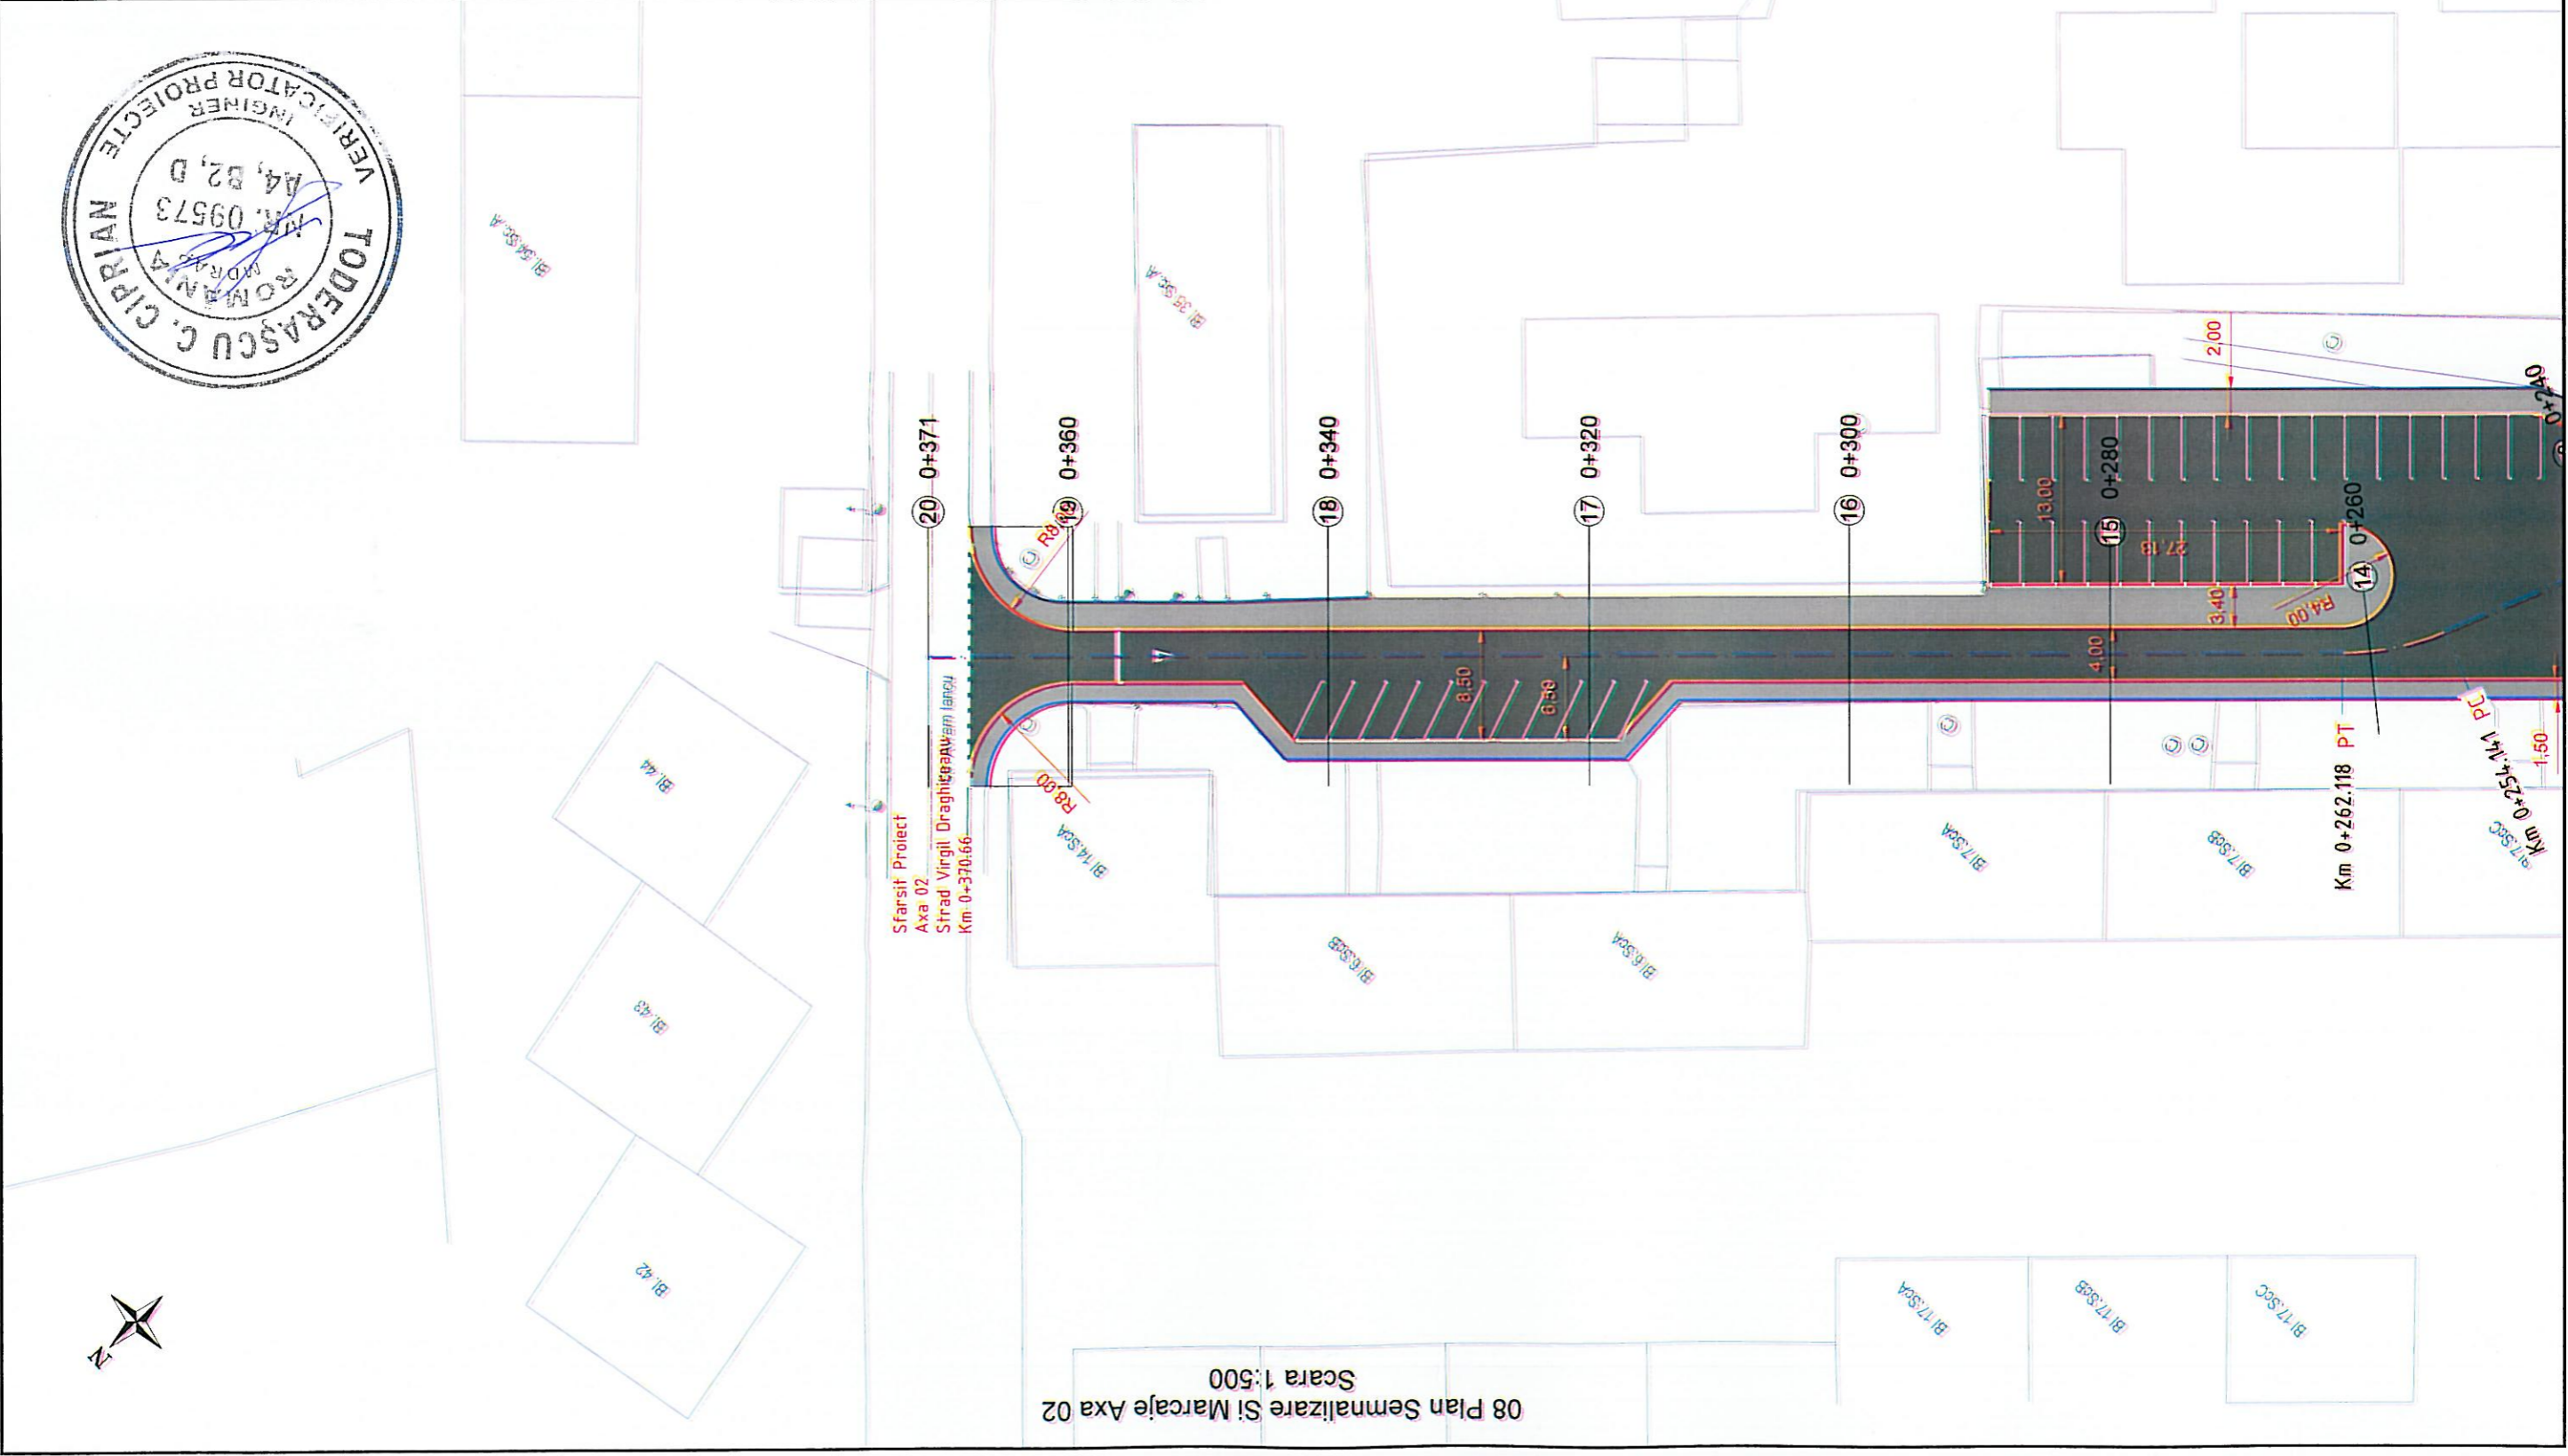 08 Plan Semnalizare Si Marcaje Axa 02
Scara 1:500
TODERAŞCU C. CIPRIAN
VERIFICATOR PROIECTE
INGINER
ROMANIA
MDRAP
NR. 09573
A4, B2, D
N
Bl.54 Sc.A
Bl.35 Sc.A
20 0+371
19 0+360
18 0+340
17 0+320
16 0+300
15 0+280
14 0+260
0+240
R8,00
R8,00
R4,00
2,00
13,00
27,13
3,40
4,00
8,50
6,50
1,50
C
C
C
C
C
C
Sfarsit Proiect
Axa 02
Strad Virgil Draghiceanu
Km 0+370.66
Avram Iancu
Km 0+262.118 PT
Km 0+254.141 PC
Bl.44
Bl.43
Bl.42
Bl 14.ScA
Bl 6.ScB
Bl 6.ScA
Bl 7.ScA
Bl 7.ScB
Bl 7.ScC
Bl 17.ScA
Bl 17.ScB
Bl 17.ScC